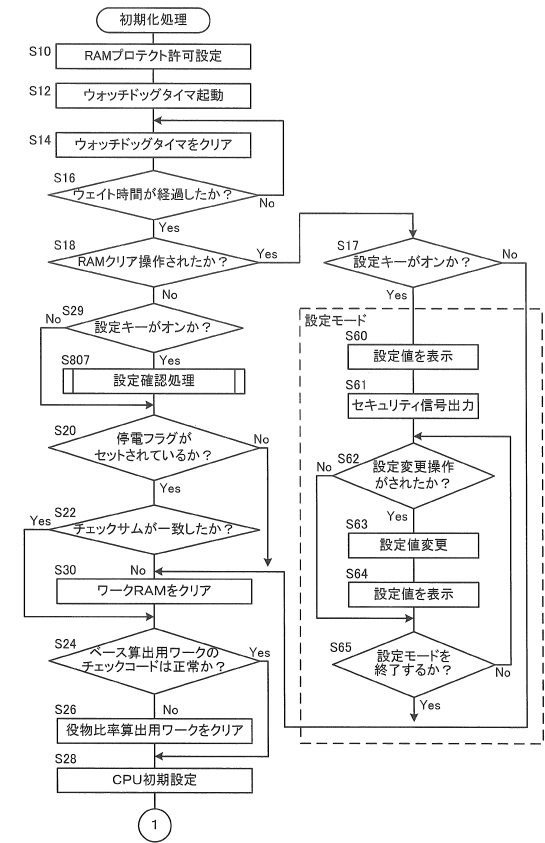 初期化処理
S10
RAMプロテクト許可設定
S12
ウォッチドッグタイマ起動
S14
ウォッチドッグタイマをクリア
S16
ウェイト時間が経過したか？
No
Yes
S18
RAMクリア操作されたか？
Yes
No
S17
設定キーがオンか？
No
Yes
S29
No
設定キーがオンか？
Yes
S807
設定確認処理
S20
停電フラグが
セットされているか？
No
Yes
S22
Yes
チェックサムが一致したか？
No
S30
ワークRAMをクリア
S24
ベース算出用ワークの
チェックコードは正常か？
Yes
No
S26
役物比率算出用ワークをクリア
S28
CPU初期設定
1
設定モード
S60
設定値を表示
S61
セキュリティ信号出力
S62
No
設定変更操作
がされたか？
Yes
S63
設定値変更
S64
設定値を表示
S65
設定モードを
終了するか？
No
Yes